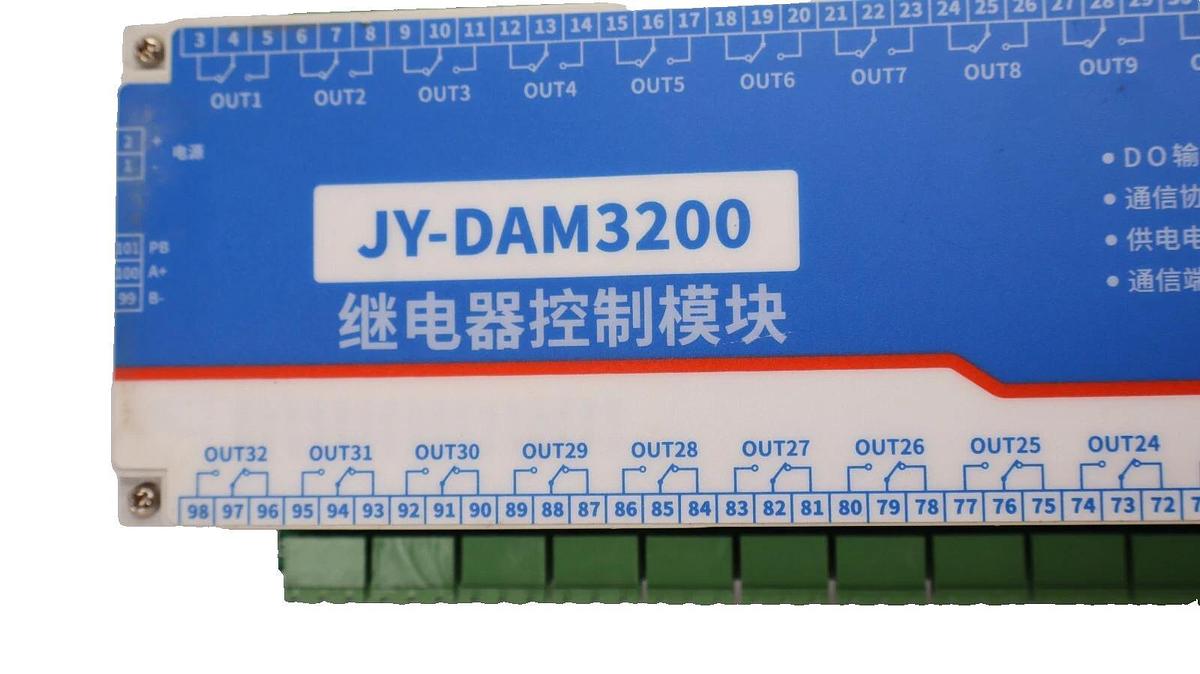 3 4 5 6 7 8 9 10 11 12 13 14 15 16 17 18 19 20 21 22 23 24 25 26 27 28 29
OUT1 OUT2 OUT3 OUT4 OUT5 OUT6 OUT7 OUT8 OUT9
2 +
电源
1 -
DO输
通信协
供电电
通信端
JY-DAM3200
继电器控制模块
101 PB
100 A+
99 B-
OUT32 OUT31 OUT30 OUT29 OUT28 OUT27 OUT26 OUT25 OUT24
98 97 96 95 94 93 92 91 90 89 88 87 86 85 84 83 82 81 80 79 78 77 76 75 74 73 72